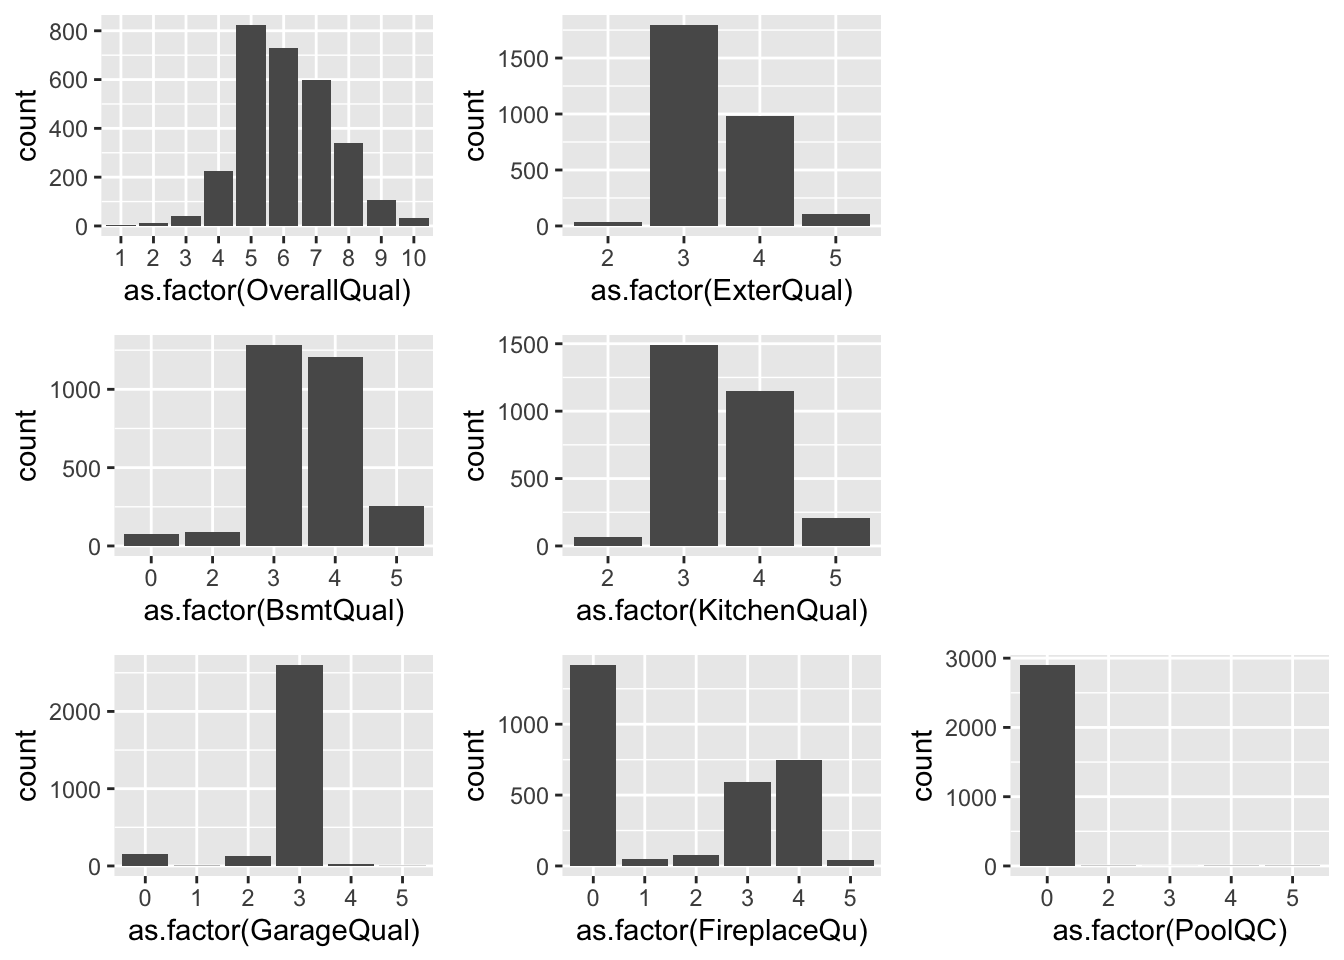 count
800
600
400
200
0
1 2 3 4 5 6 7 8 9 10
as.factor(OverallQual)
count
1500
1000
500
0
2 3 4 5
as.factor(ExterQual)
count
1000
500
0
0 2 3 4 5
as.factor(BsmtQual)
count
1500
1000
500
0
2 3 4 5
as.factor(KitchenQual)
count
2000
1000
0
0 1 2 3 4 5
as.factor(GarageQual)
count
1000
500
0
0 1 2 3 4 5
as.factor(FireplaceQu)
count
3000
2000
1000
0
0 2 3 4 5
as.factor(PoolQC)